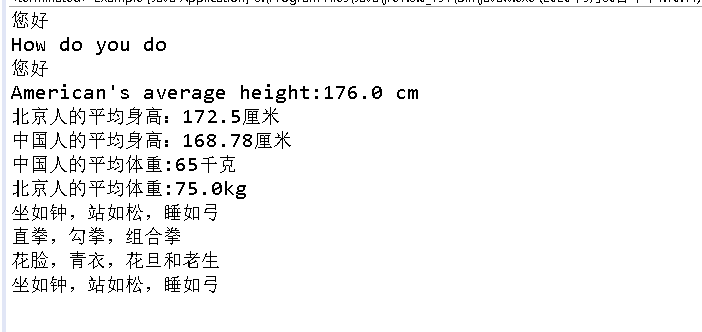 您好
How do you do
您好
American's average height:176.0 cm
北京人的平均身高：172.5厘米
中国人的平均身高：168.78厘米
中国人的平均体重:65千克
北京人的平均体重:75.0kg
坐如钟，站如松，睡如弓
直拳，勾拳，组合拳
花脸，青衣，花旦和老生
坐如钟，站如松，睡如弓